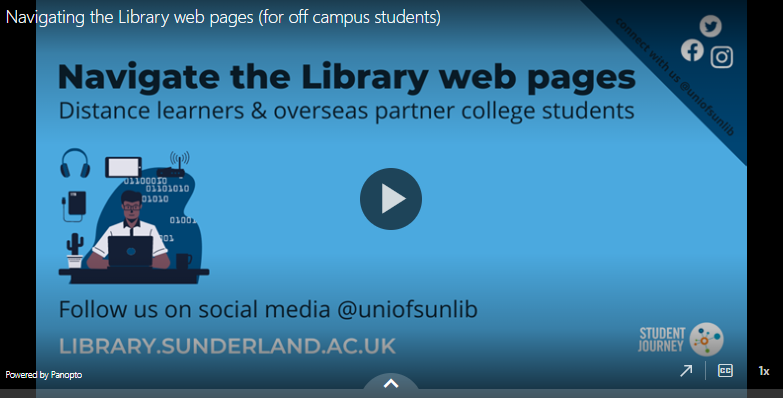 Navigating the Library web pages (for off campus students)
connect with us @uniofsunlib
Navigate the Library web pages
Distance learners & overseas partner college students
01100010
01101010
01010
01001
001
Follow us on social media @uniofsunlib
LIBRARY.SUNDERLAND.AC.UK
STUDENT
JOURNEY
Powered by Panopto
CC
1x